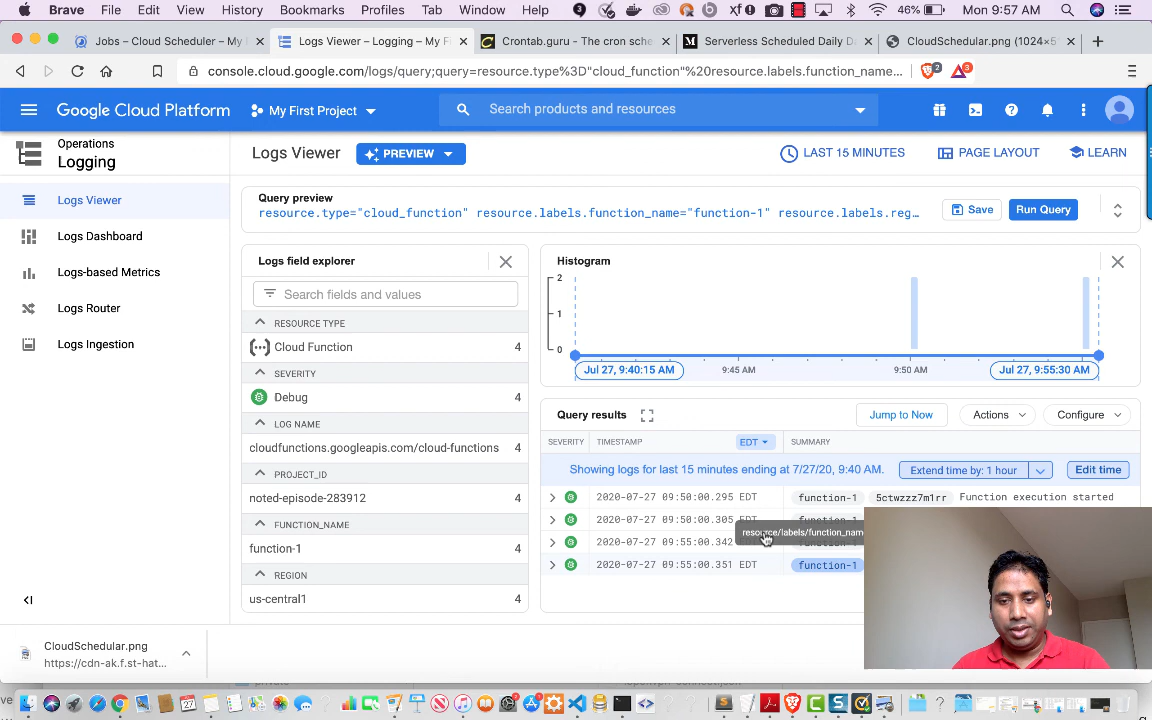 Brave File Edit View History Bookmarks Profiles Tab Window Help 46% Mon 9:57 AM
Jobs – Cloud Scheduler – My
Logs Viewer – Logging – My F
Crontab.guru - The cron sche
Serverless Scheduled Daily D
CloudSchedular.png (1024×5
console.cloud.google.com/logs/query;query=resource.type%3D"cloud_function"%20resource.labels.function_name...
2
3
Google Cloud Platform
My First Project
Search products and resources
Operations
Logging
Logs Viewer
PREVIEW
LAST 15 MINUTES
PAGE LAYOUT
LEARN
Logs Viewer
Logs Dashboard
Logs-based Metrics
Logs Router
Logs Ingestion
Query preview
resource.type="cloud_function" resource.labels.function_name="function-1" resource.labels.reg…
Save
Run Query
Logs field explorer
Search fields and values
RESOURCE TYPE
Cloud Function 4
SEVERITY
Debug 4
LOG NAME
cloudfunctions.googleapis.com/cloud-functions 4
PROJECT_ID
noted-episode-283912 4
FUNCTION_NAME
function-1 4
REGION
us-central1 4
Histogram
2
1
0
Jul 27, 9:40:15 AM
9:45 AM
9:50 AM
Jul 27, 9:55:30 AM
Query results
Jump to Now
Actions
Configure
SEVERITY TIMESTAMP EDT SUMMARY
Showing logs for last 15 minutes ending at 7/27/20, 9:40 AM.
Extend time by: 1 hour
Edit time
2020-07-27 09:50:00.295 EDT function-1 5ctwzzz7m1rr Function execution started
2020-07-27 09:50:00.305 EDT function-1
resource/labels/function_name
2020-07-27 09:55:00.342 EDT function-1
2020-07-27 09:55:00.351 EDT function-1
CloudSchedular.png
https://cdn-ak.f.st-hat...